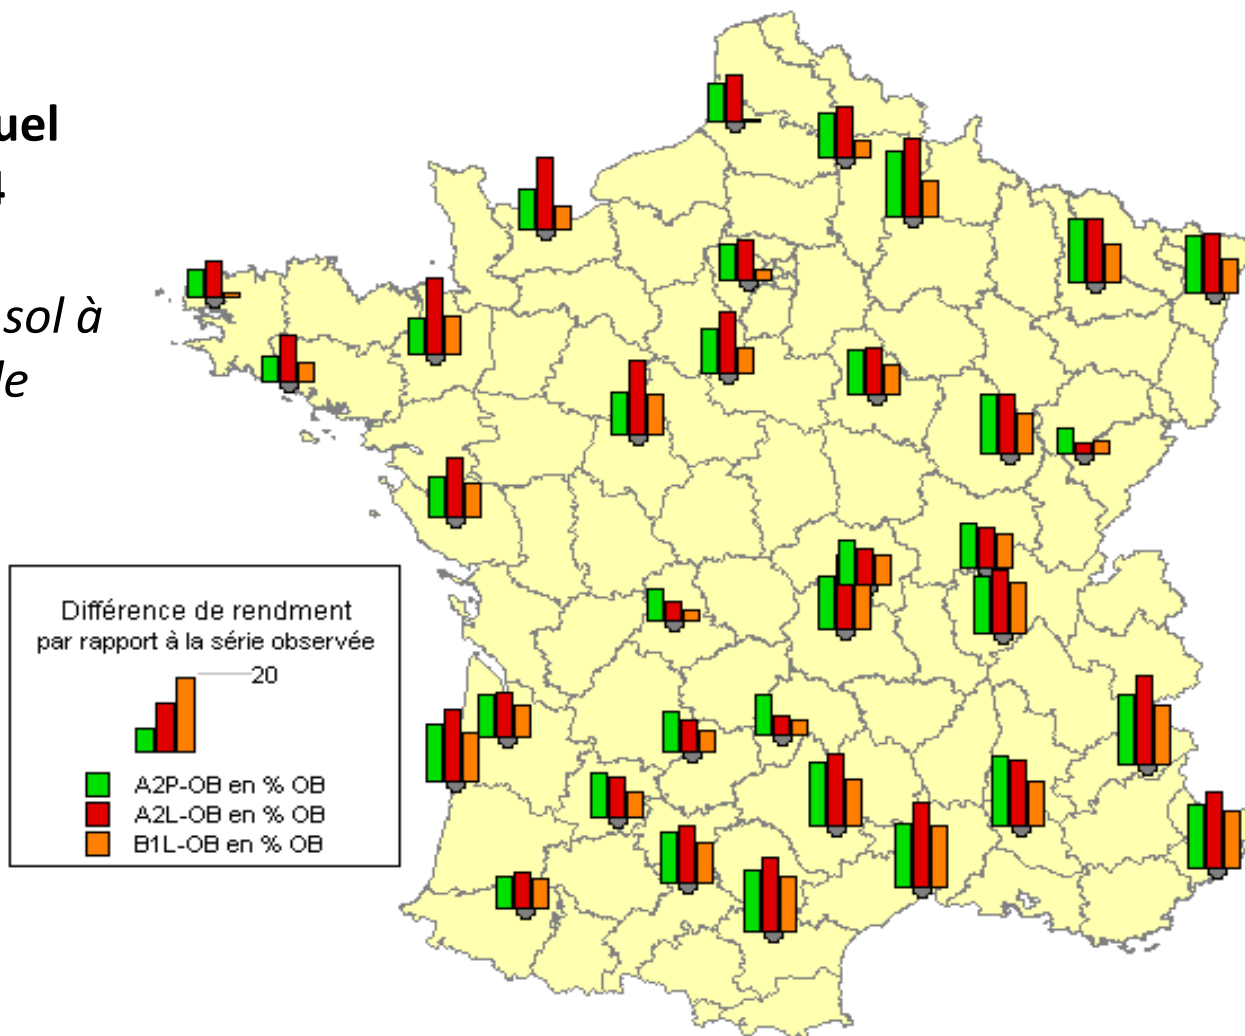 uel
4
sol à
le
Différence de rendment
par rapport à la série observée
20
A2P-OB en % OB
A2L-OB en % OB
B1L-OB en % OB